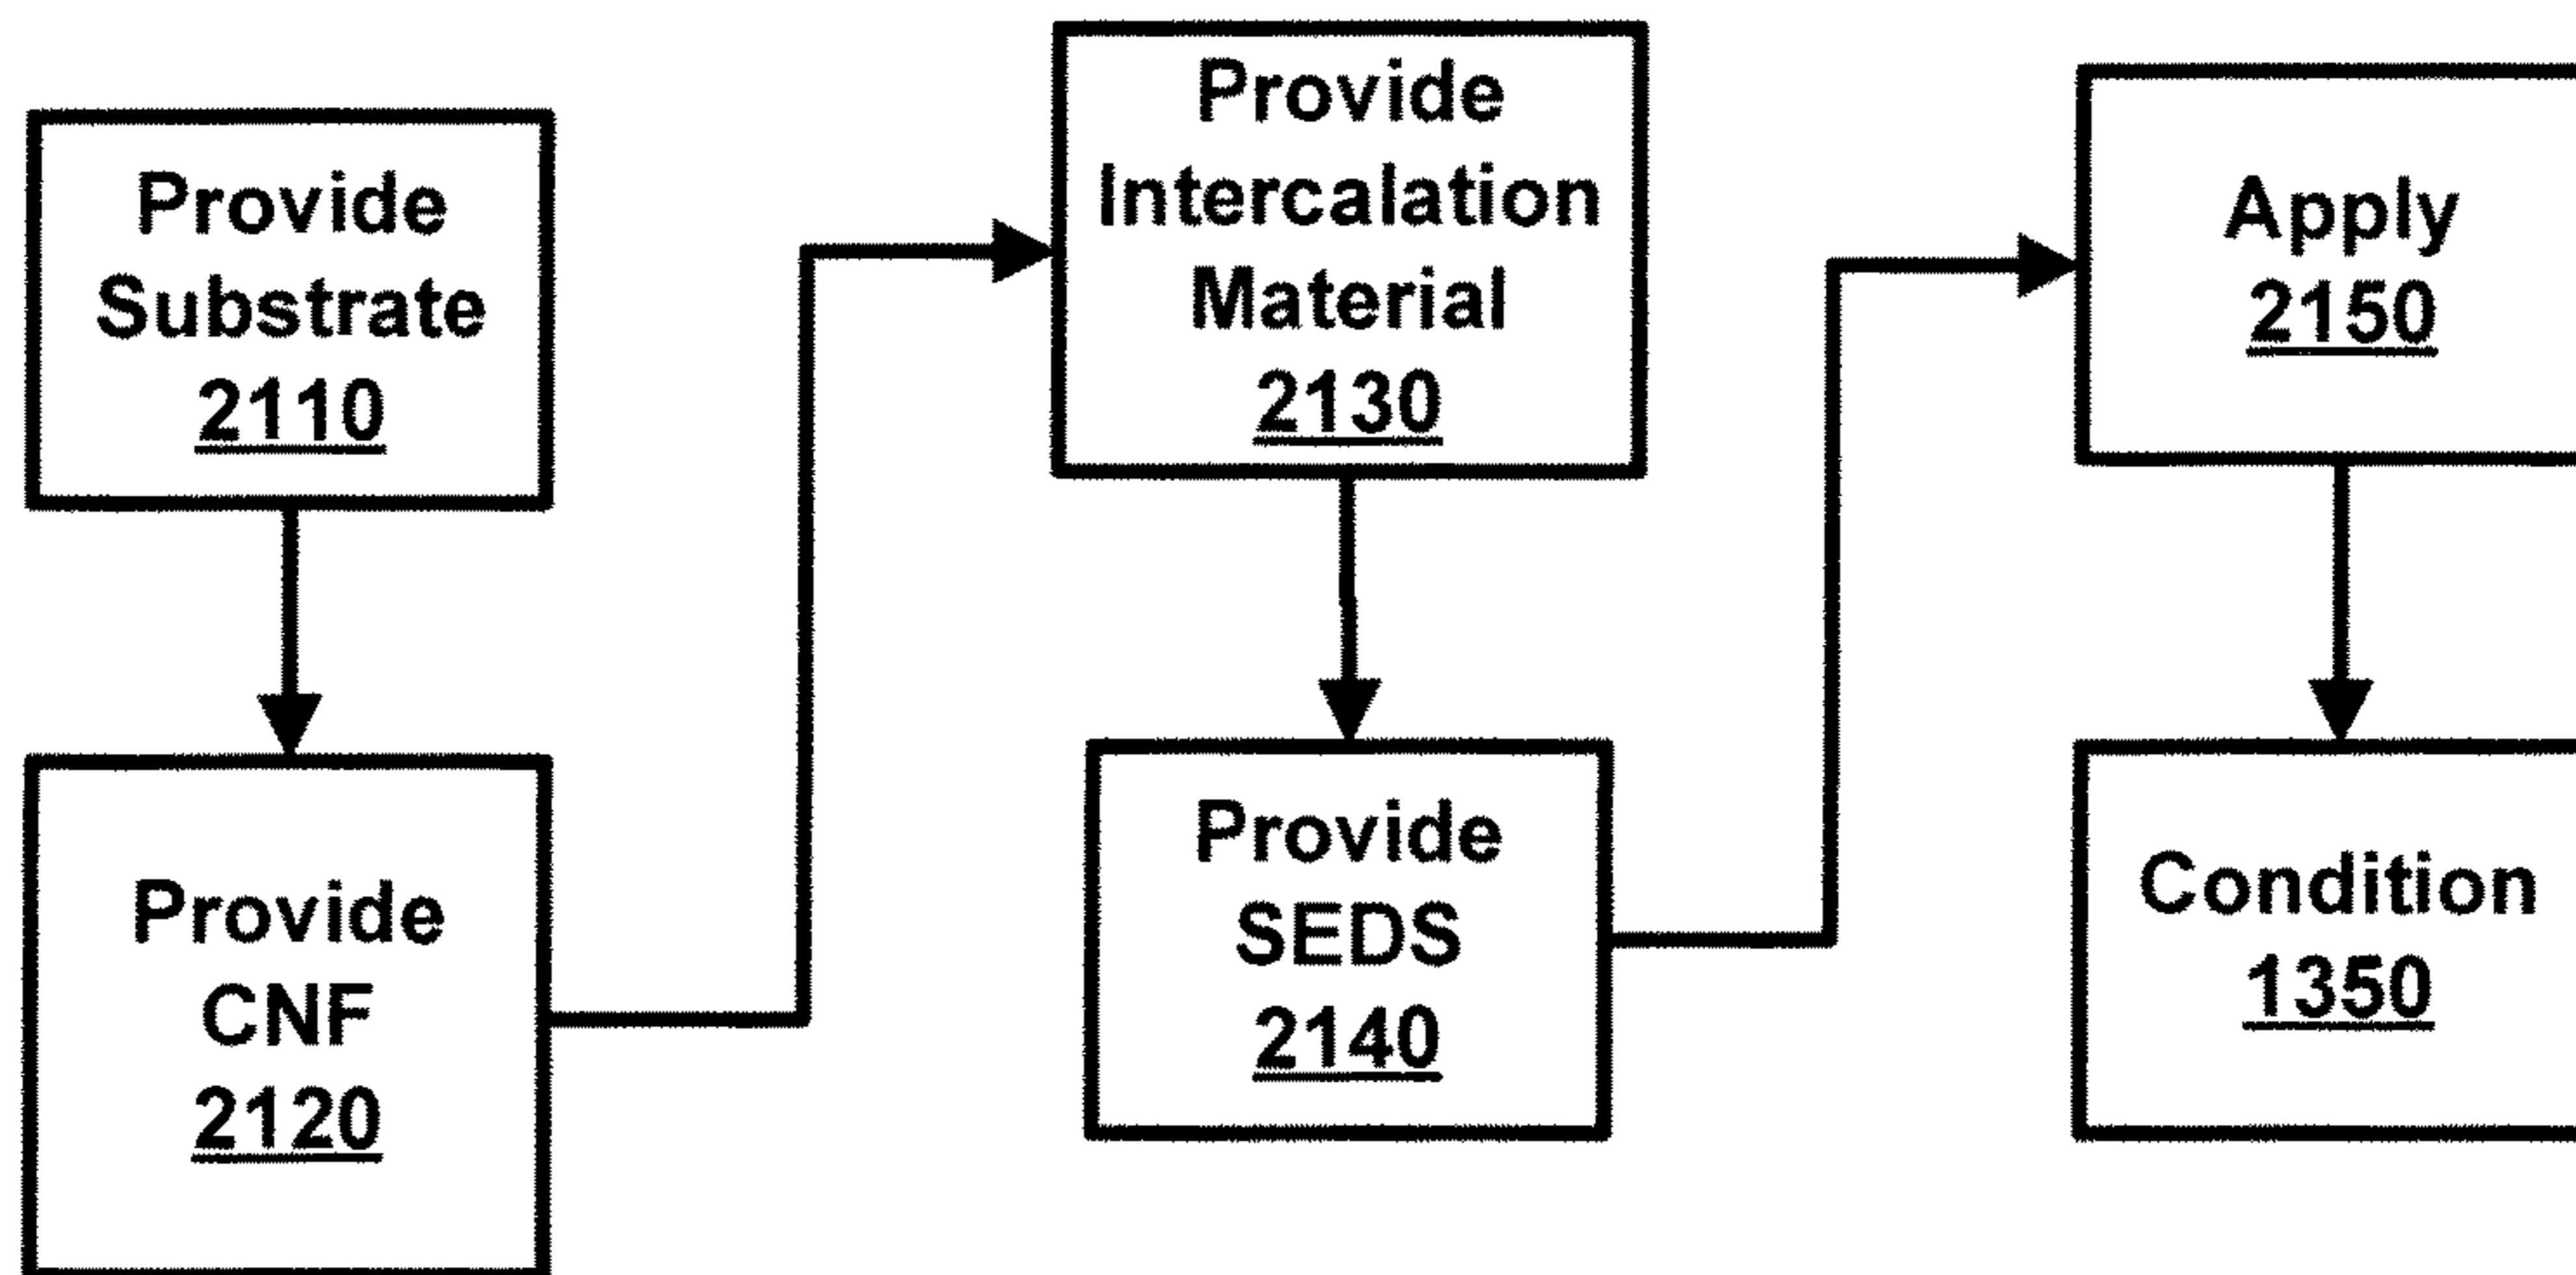 Provide
Substrate
2110
Provide
CNF
2120
Provide
Intercalation
Material
2130
Provide
SEDS
2140
Apply
2150
Condition
1350